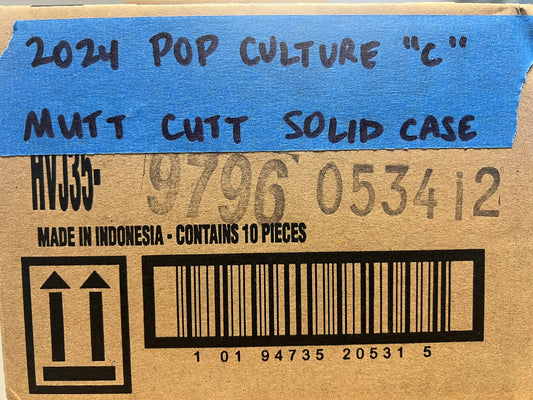 2024 POP CULTURE "C"
MUTT CUTT SOLID CASE
HVJ35- 9796 0534i2
MADE IN INDONESIA - CONTAINS 10 PIECES
1 01 94735 20531 5